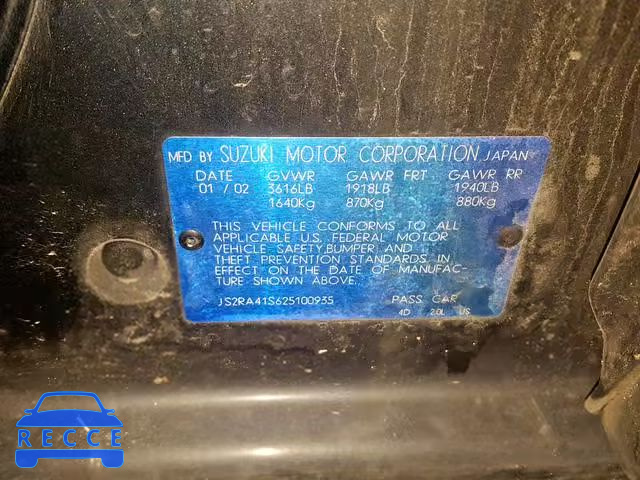 MFD BY SUZUKI MOTOR CORPORATION JAPAN
DATE GVWR GAWR FRT GAWR RR
01 / 02 3616LB 1918LB 1940LB
1640Kg 870Kg 880Kg
THIS VEHICLE CONFORMS TO ALL
APPLICABLE U.S. FEDERAL MOTOR
VEHICLE SAFETY,BUMPER AND
THEFT PREVENTION STANDARDS IN
EFFECT ON THE DATE OF MANUFAC-
TURE SHOWN ABOVE.
JS2RA41S625100935 PASS CAR
4D 2.0L US
RECCE